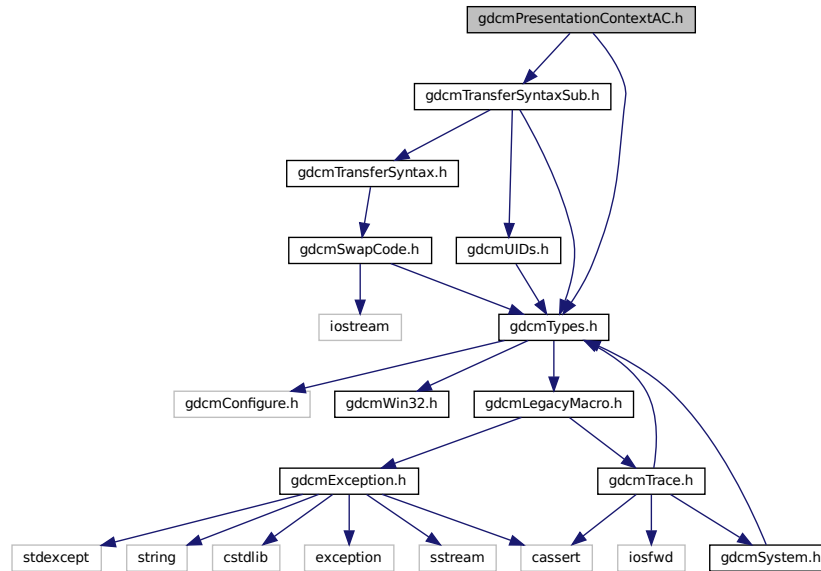 gdcmPresentationContextAC.h
gdcmTransferSyntaxSub.h
gdcmTransferSyntax.h
gdcmSwapCode.h
gdcmUIDs.h
iostream
gdcmTypes.h
gdcmConfigure.h
gdcmWin32.h
gdcmLegacyMacro.h
gdcmException.h
gdcmTrace.h
stdexcept
string
cstdlib
exception
sstream
cassert
iosfwd
gdcmSystem.h